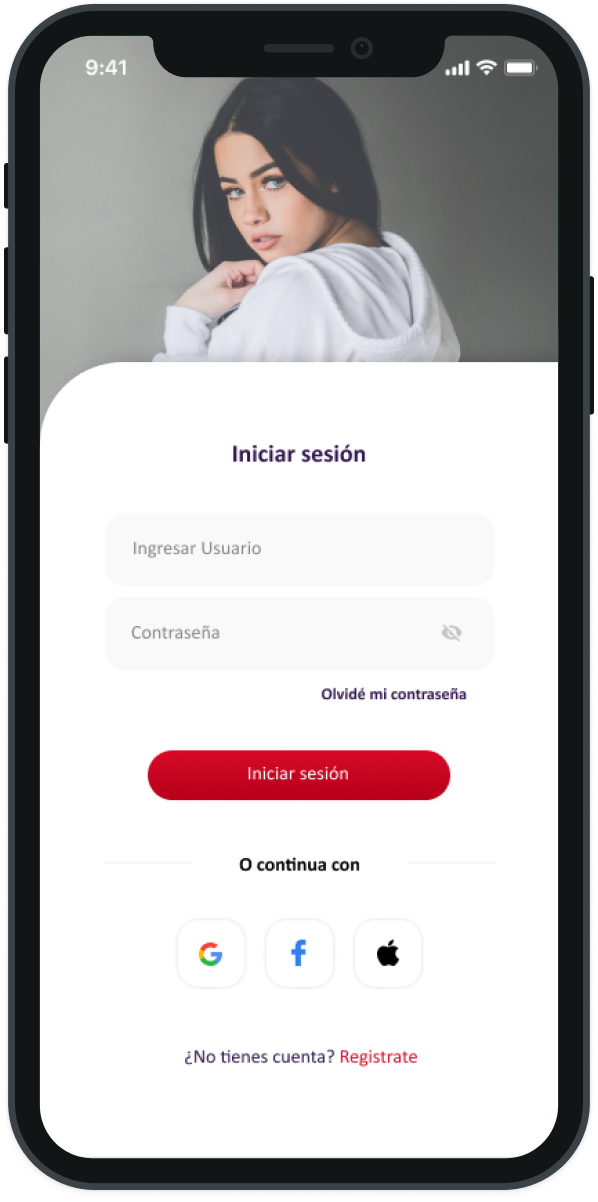 9:41
Iniciar sesión
Ingresar Usuario
Contraseña
Olvidé mi contraseña
Iniciar sesión
O continua con
¿No tienes cuenta? Registrate